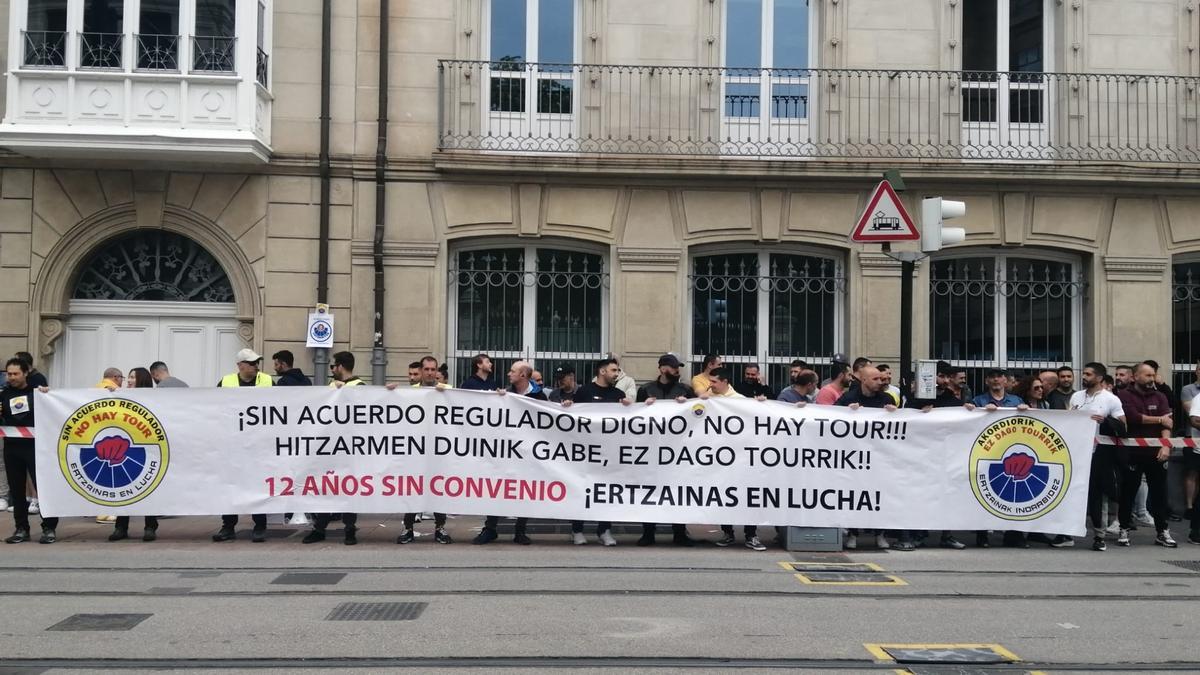 ¡SIN ACUERDO REGULADOR DIGNO, NO HAY TOUR!!!
HITZARMEN DUINIK GABE, EZ DAGO TOURRIK!!
12 AÑOS SIN CONVENIO ¡ERTZAINAS EN LUCHA!
SIN ACUERDO REGULADOR
NO HAY TOUR
ERTZAINAS EN LUCHA
AKORDIORIK GABE
EZ DAGO TOURRIK
ERTZAINAK INDARBIDEZ